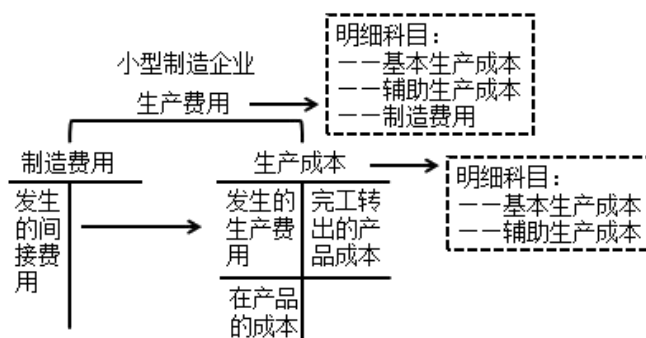 小型制造企业
生产费用
明细科目：
——基本生产成本
——辅助生产成本
——制造费用
制造费用
生产成本
发生
的间
接费
用
发生的
生产费
用
完工转
出的产
品成本
在产品
的成本
明细科目：
——基本生产成本
——辅助生产成本